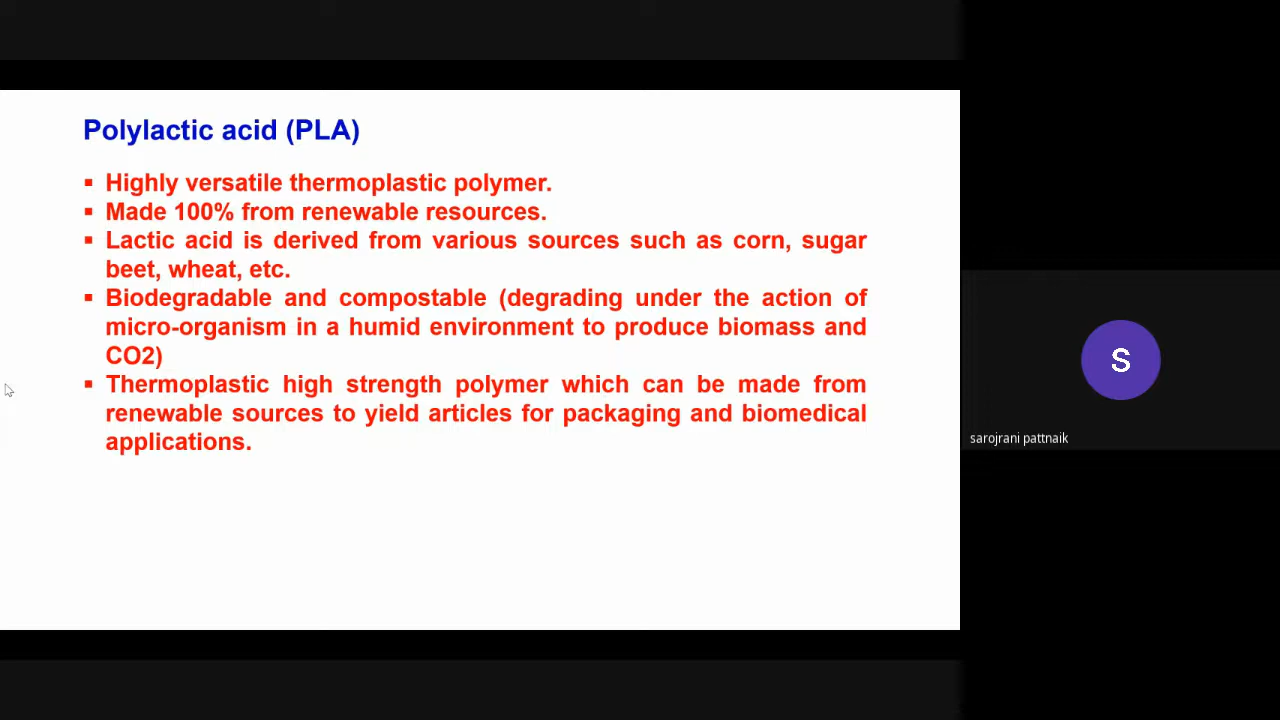 Polylactic acid (PLA)
▪ Highly versatile thermoplastic polymer.
▪ Made 100% from renewable resources.
▪ Lactic acid is derived from various sources such as corn, sugar
beet, wheat, etc.
▪ Biodegradable and compostable (degrading under the action of
micro-organism in a humid environment to produce biomass and
CO2)
▪ Thermoplastic high strength polymer which can be made from
renewable sources to yield articles for packaging and biomedical
applications.
S
sarojrani pattnaik